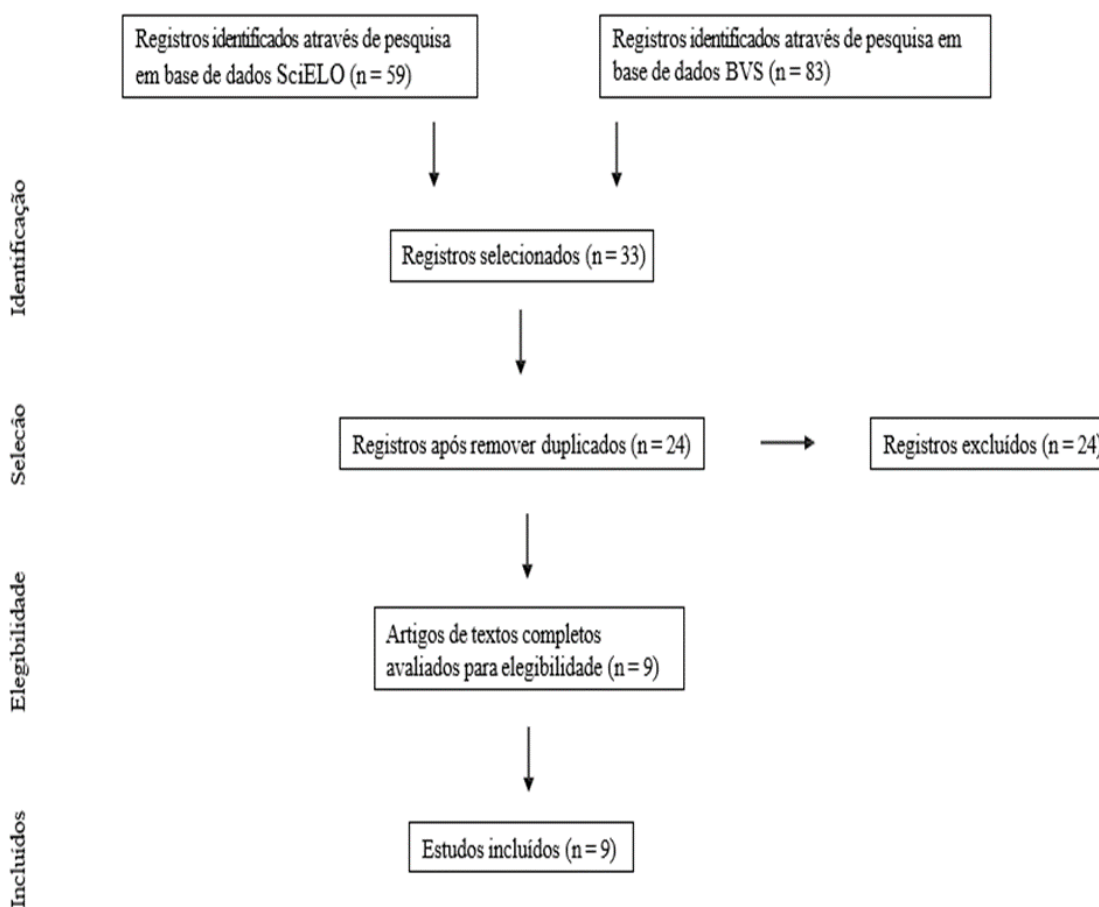 Registros identificados através de pesquisa
em base de dados SciELO (n = 59)
Registros identificados através de pesquisa em
base de dados BVS (n = 83)
Identificação
Registros selecionados (n = 33)
Selecão
Registros após remover duplicados (n = 24)
Registros excluídos (n = 24)
Elegibilidade
Artigos de textos completos
avaliados para elegibilidade (n = 9)
Incluídos
Estudos incluídos (n = 9)